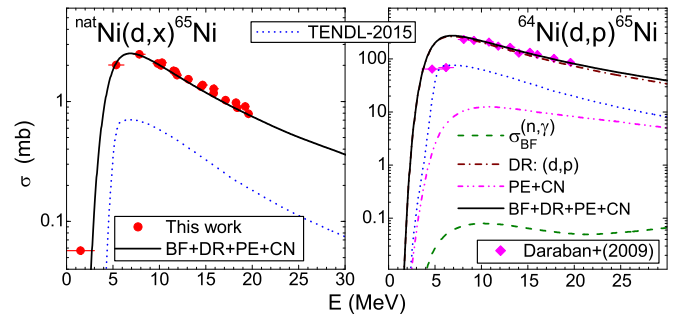 natNi(d,x)65Ni
TENDL-2015
64Ni(d,p)65Ni
σ (mb)
1
0.1
This work
BF+DR+PE+CN
0 5 10 15 20 25 30
100
10
1
0.1
σBF(n,γ)
DR: (d,p)
PE+CN
BF+DR+PE+CN
Daraban+(2009)
0 5 10 15 20 25
E (MeV)